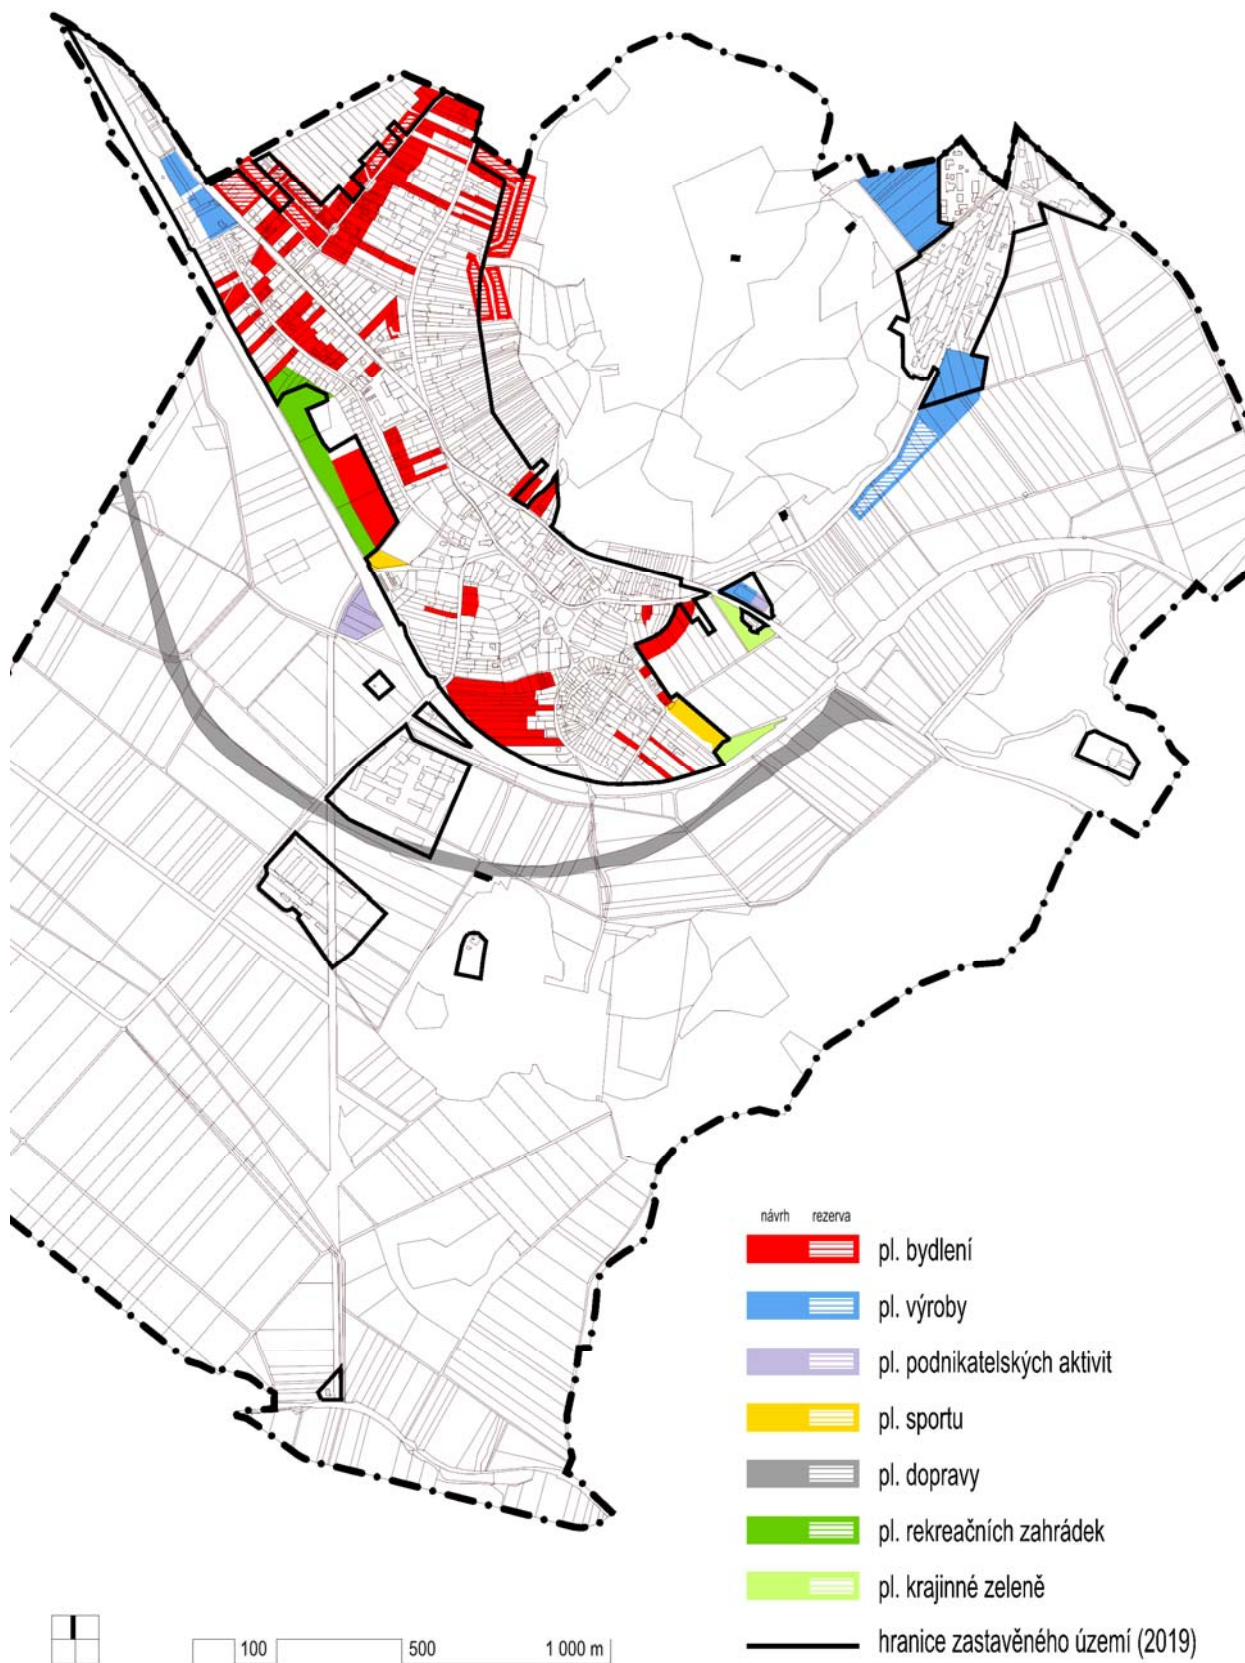 návrh rezerva
pl. bydlení
pl. výroby
pl. podnikatelských aktivit
pl. sportu
pl. dopravy
pl. rekreačních zahrádek
pl. krajinné zeleně
hranice zastavěného území (2019)
100 500 1 000 m